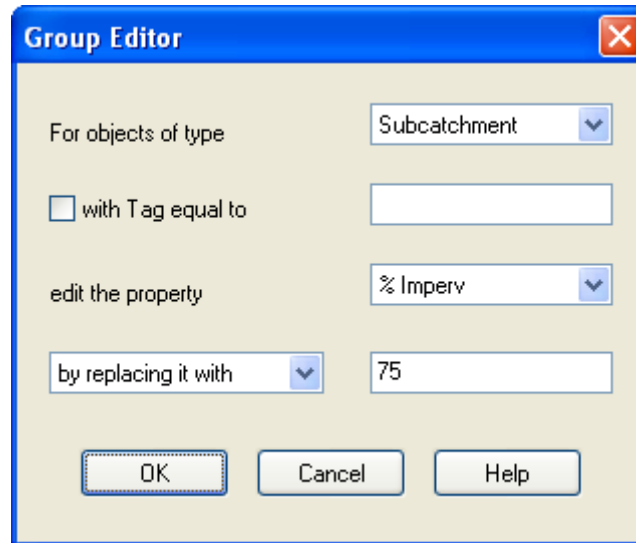 Group Editor
For objects of type Subcatchment
with Tag equal to
edit the property % Imperv
by replacing it with 75
OK Cancel Help